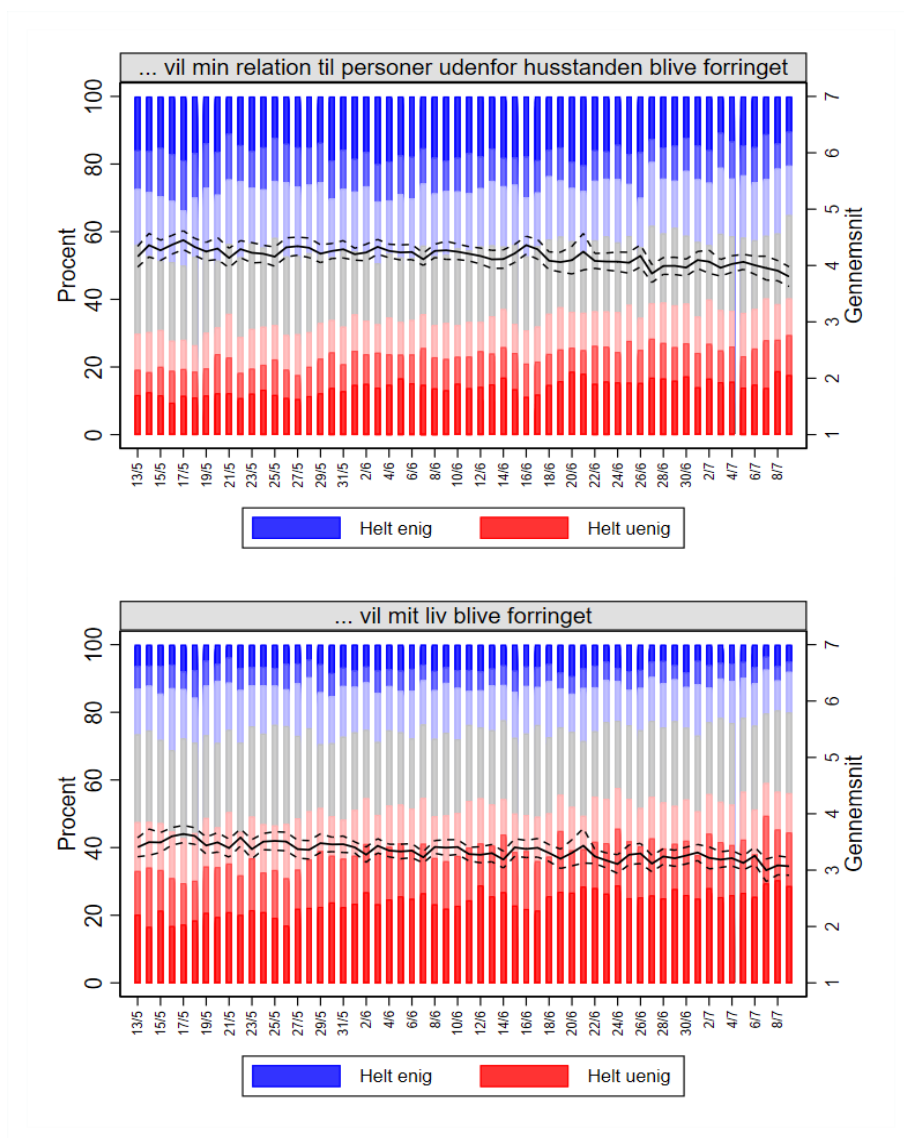 ... vil min relation til personer udenfor husstanden blive forringet
100
80
60
40
20
0
Procent
7
6
5
4
3
2
1
Gennemsnit
13/5 15/5 17/5 19/5 21/5 23/5 25/5 27/5 29/5 31/5 2/6 4/6 6/6 8/6 10/6 12/6 14/6 16/6 18/6 20/6 22/6 24/6 26/6 28/6 30/6 2/7 4/7 6/7 8/7
Helt enig Helt uenig
... vil mit liv blive forringet
100
80
60
40
20
0
Procent
7
6
5
4
3
2
1
Gennemsnit
13/5 15/5 17/5 19/5 21/5 23/5 25/5 27/5 29/5 31/5 2/6 4/6 6/6 8/6 10/6 12/6 14/6 16/6 18/6 20/6 22/6 24/6 26/6 28/6 30/6 2/7 4/7 6/7 8/7
Helt enig Helt uenig